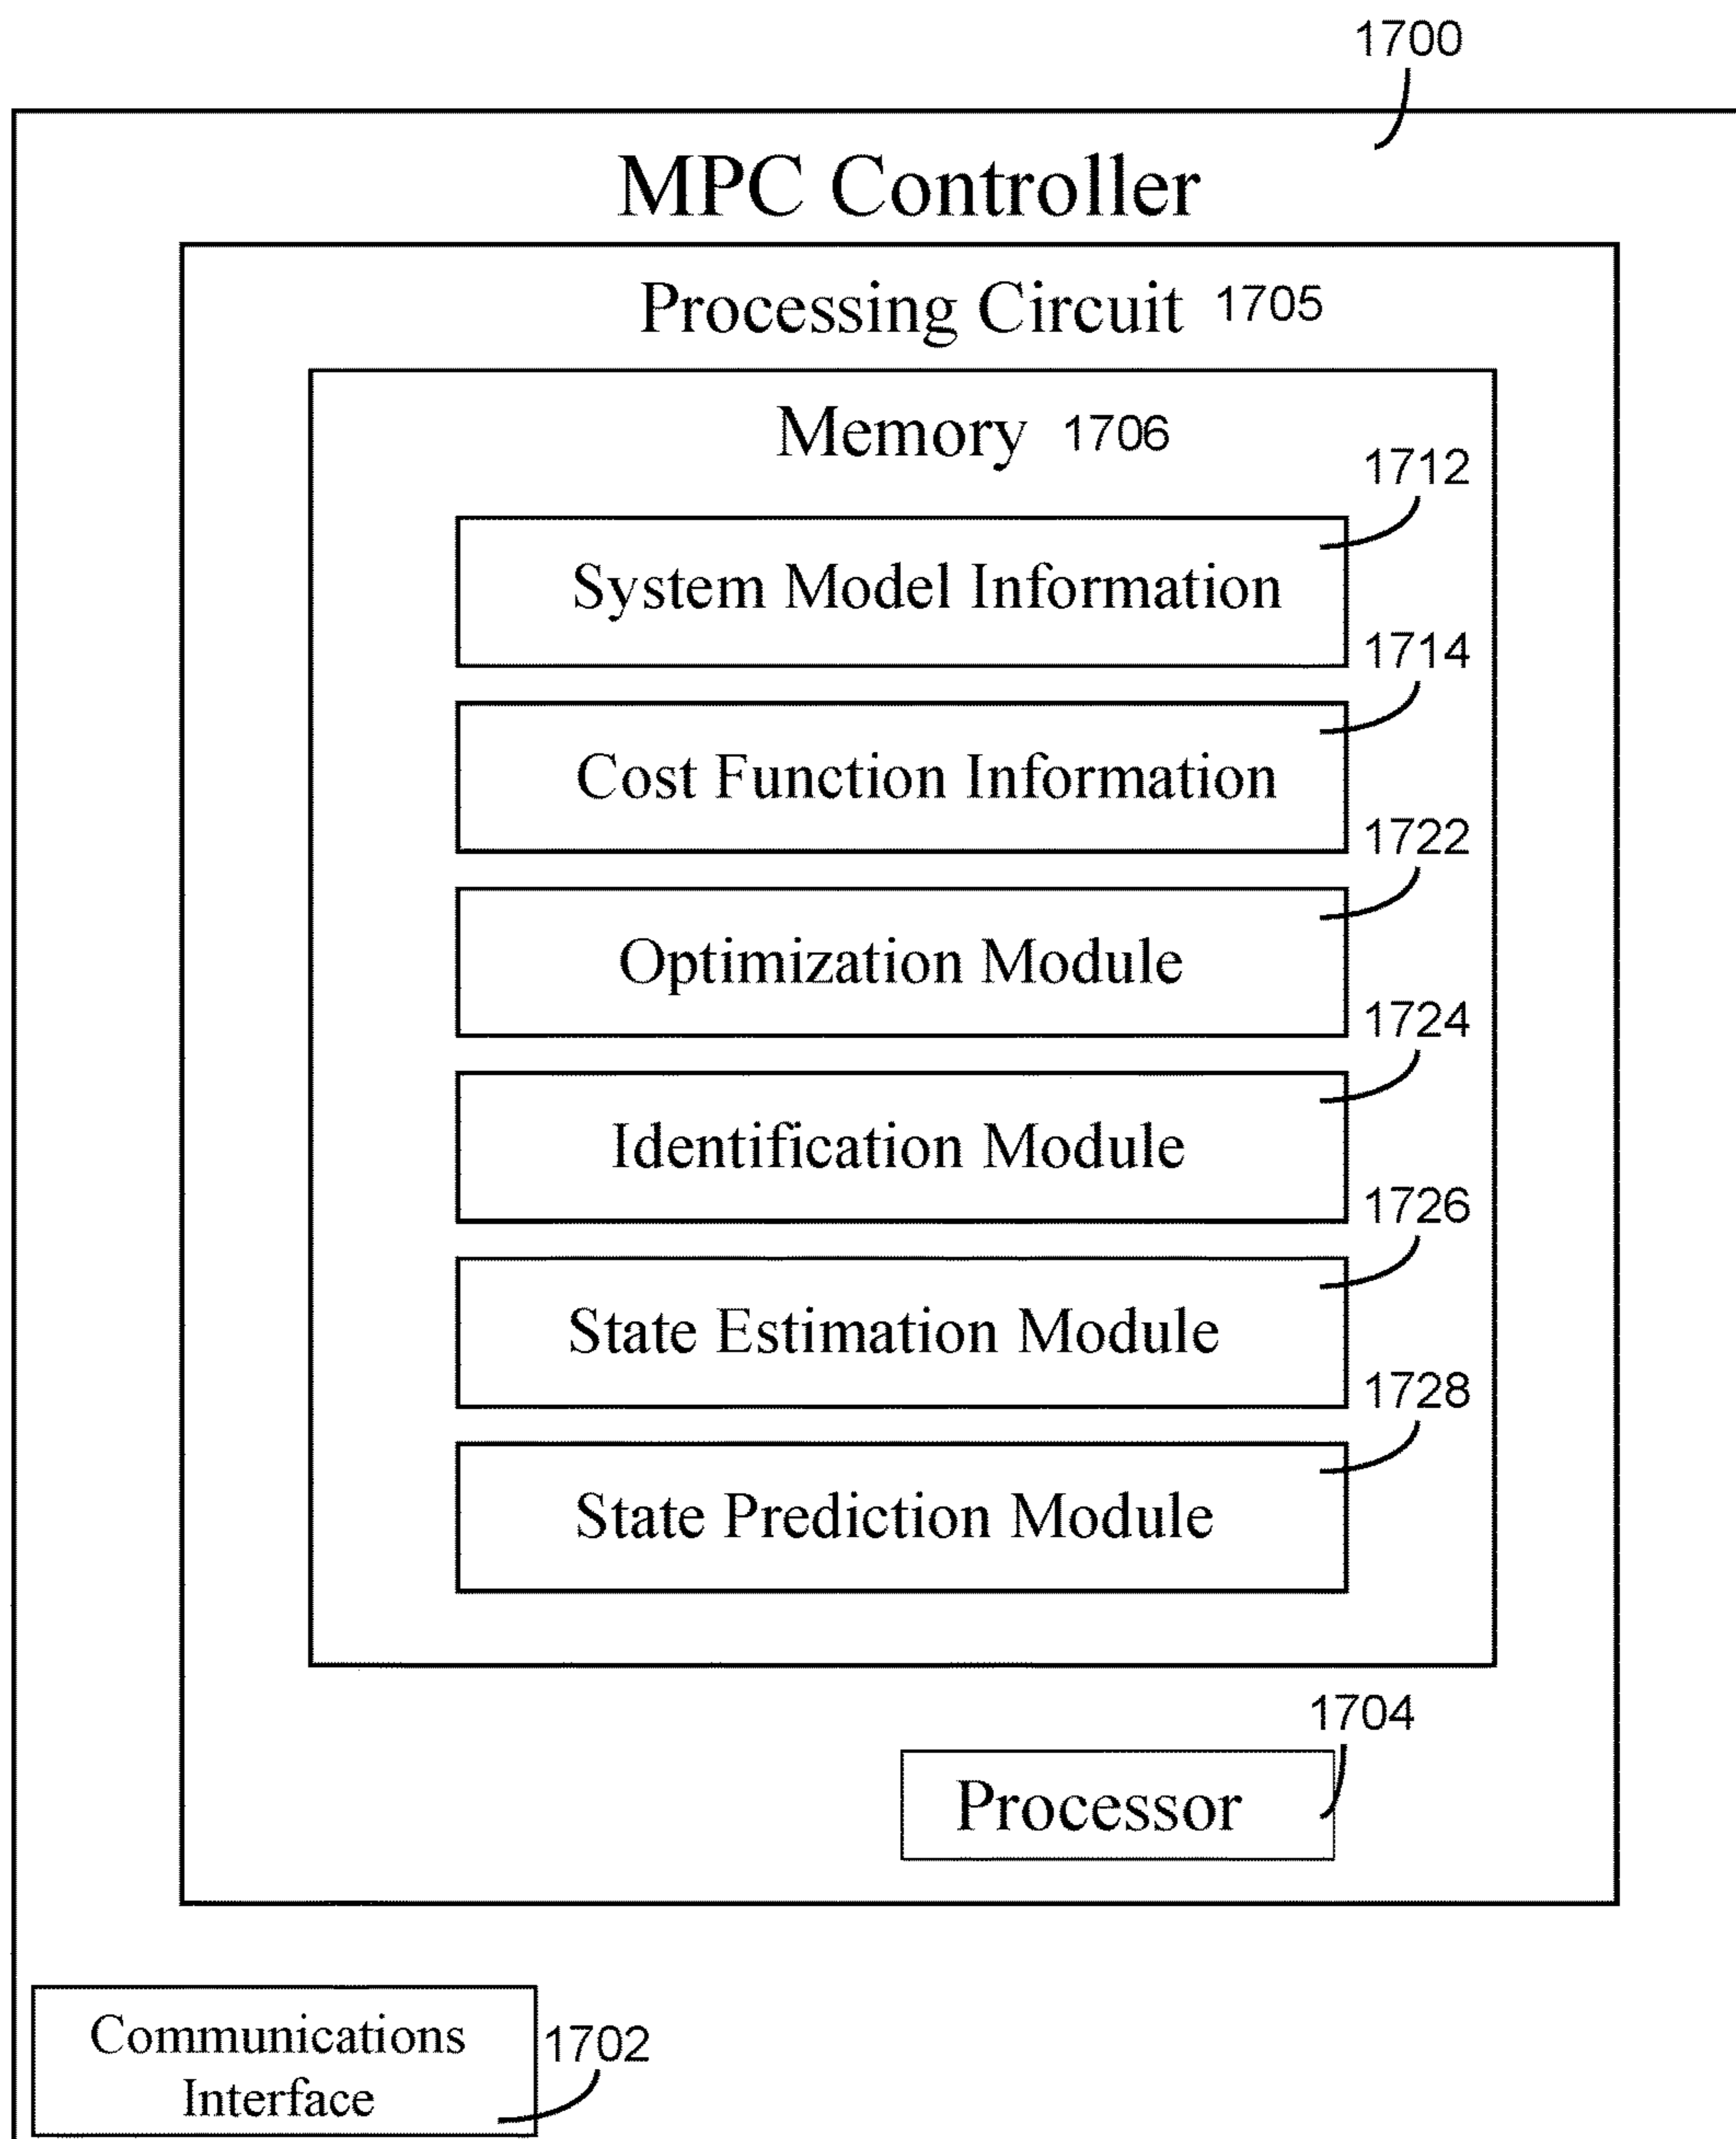 1700
MPC Controller
Processing Circuit 1705
Memory 1706
1712
System Model Information
1714
Cost Function Information
1722
Optimization Module
1724
Identification Module
1726
State Estimation Module
1728
State Prediction Module
1704
Processor
Communications
Interface
1702